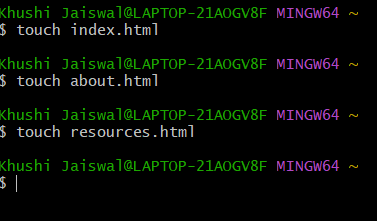 Khushi Jaiswal@LAPTOP-21AOGV8F MINGW64 ~
$ touch index.html
Khushi Jaiswal@LAPTOP-21AOGV8F MINGW64 ~
$ touch about.html
Khushi Jaiswal@LAPTOP-21AOGV8F MINGW64 ~
$ touch resources.html
Khushi Jaiswal@LAPTOP-21AOGV8F MINGW64 ~
$